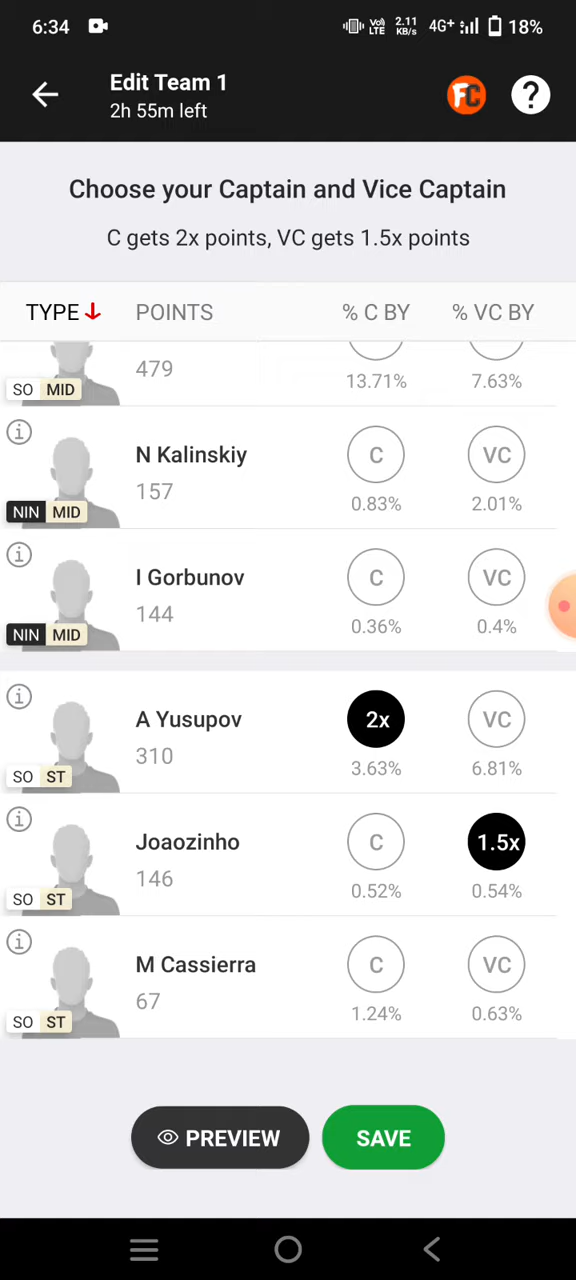 6:34 Vo) LTE 2.11 KB/s 4G+ 18%
Edit Team 1
2h 55m left
FC ?
Choose your Captain and Vice Captain
C gets 2x points, VC gets 1.5x points
TYPE POINTS % C BY % VC BY
479
SO MID 13.71% 7.63%
N Kalinskiy C VC
157
NIN MID 0.83% 2.01%
I Gorbunov C VC
144
NIN MID 0.36% 0.4%
A Yusupov 2x VC
310
SO ST 3.63% 6.81%
Joaozinho C 1.5x
146
SO ST 0.52% 0.54%
M Cassierra C VC
67
SO ST 1.24% 0.63%
PREVIEW SAVE